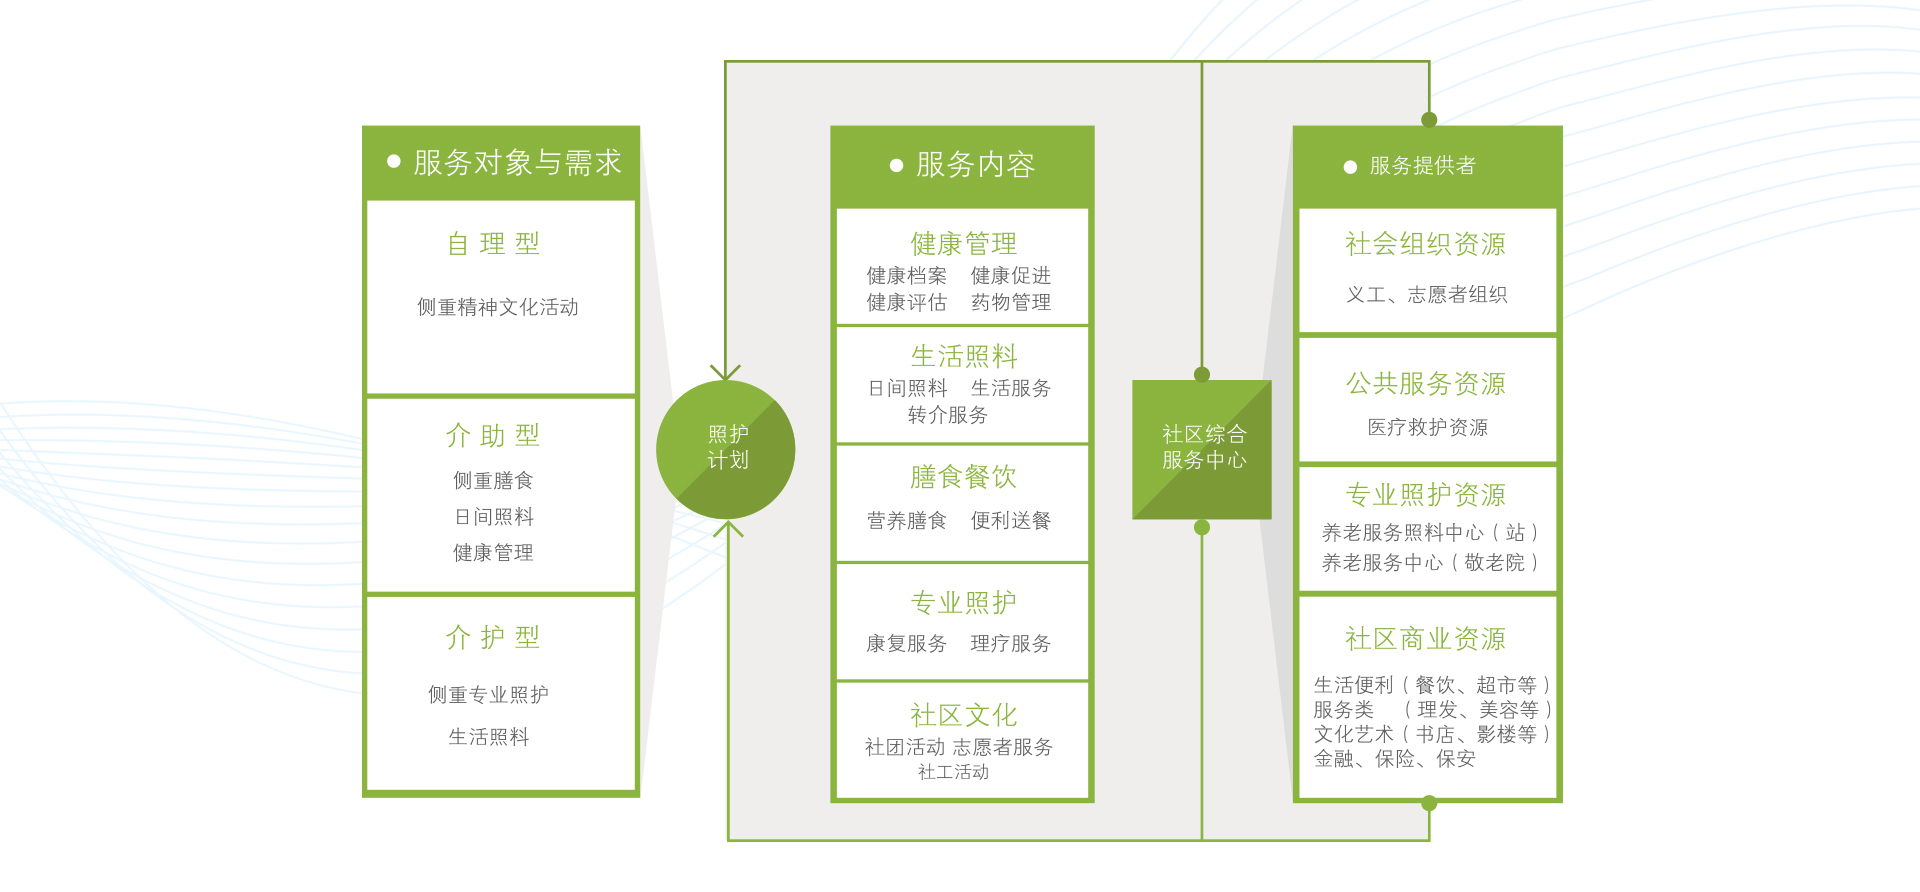 服务对象与需求
自理型
侧重精神文化活动
介助型
侧重膳食
日间照料
健康管理
介护型
侧重专业照护
生活照料
照护
计划
服务内容
健康管理
健康档案 健康促进
健康评估 药物管理
生活照料
日间照料 生活服务
转介服务
膳食餐饮
营养膳食 便利送餐
专业照护
康复服务 理疗服务
社区文化
社团活动 志愿者服务
社工活动
社区综合
服务中心
服务提供者
社会组织资源
义工、志愿者组织
公共服务资源
医疗救护资源
专业照护资源
养老服务照料中心（站）
养老服务中心（敬老院）
社区商业资源
生活便利（餐饮、超市等）
服务类 （理发、美容等）
文化艺术（书店、影楼等）
金融、保险、保安